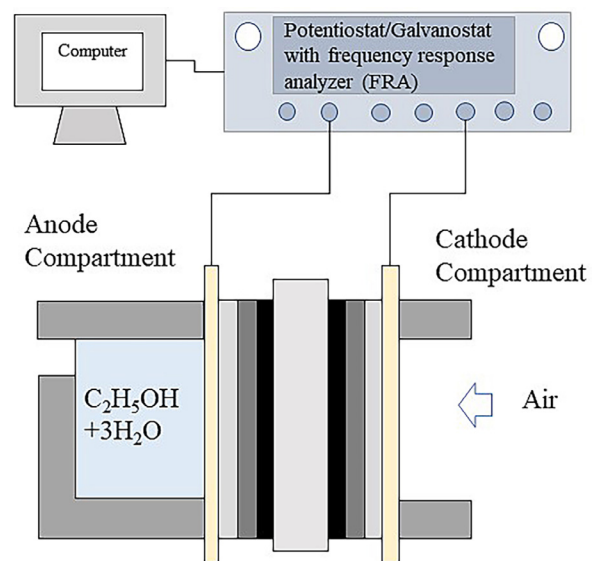 Computer
Potentiostat/Galvanostat
with frequency response
analyzer (FRA)
Anode
Compartment
Cathode
Compartment
C₂H₅OH
+3H₂O
Air